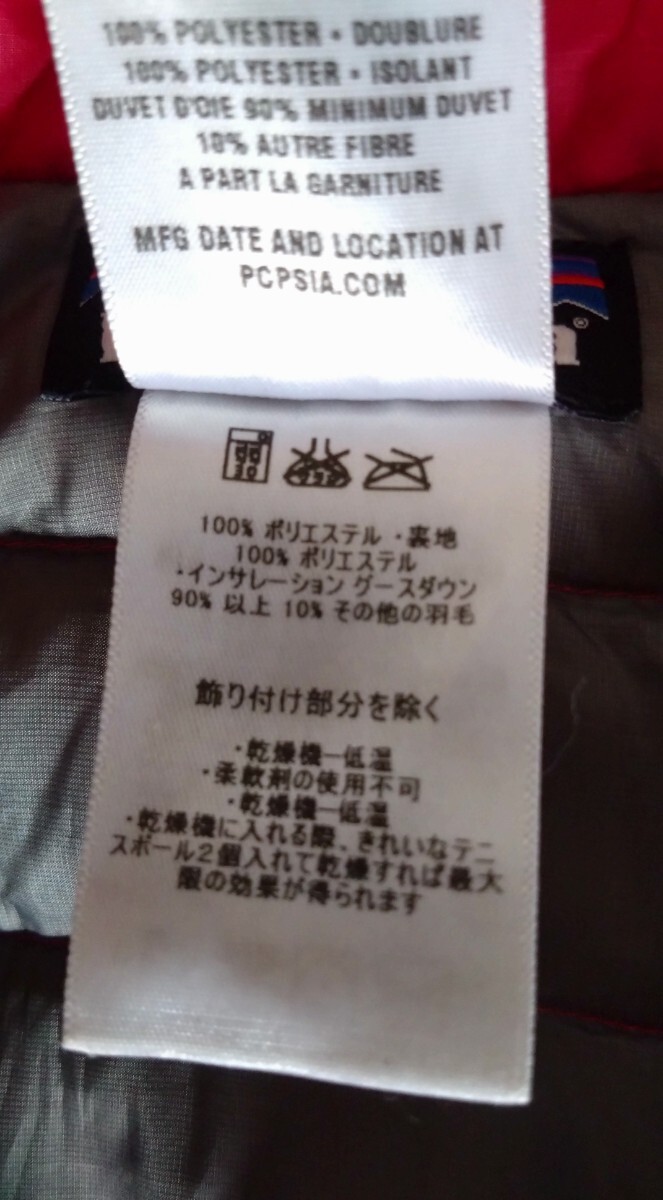 100% POLYESTER • DOUBLURE
100% POLYESTER • ISOLANT
DUVET D'OIE 90% MINIMUM DUVET
10% AUTRE FIBRE
A PART LA GARNITURE
MFG DATE AND LOCATION AT
PCPSIA.COM
30
100% ポリエステル ・裏地
100% ポリエステル
・インサレーション グースダウン
90% 以上 10% その他の羽毛
飾り付け部分を除く
・乾燥機ー低温
・柔軟剤の使用不可
・乾燥機ー低温
・乾燥機に入れる際、きれいなテニ
スボール2個入れて乾燥すれば最大
限の効果が得られます